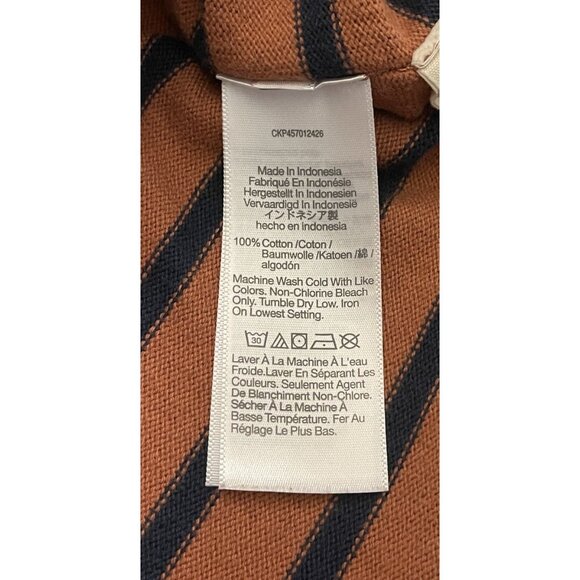 CKP457012426
Made In Indonesia
Fabriqué En Indonésie
Hergestellt In Indonesien
Vervaardigd In Indonesië
インドネシア製
hecho en indonesia
100% Cotton /Coton /
Baumwolle /Katoen /綿 /
algodón
Machine Wash Cold With Like
Colors. Non-Chlorine Bleach
Only. Tumble Dry Low. Iron
On Lowest Setting.
30
Laver À La Machine À L'eau
Froide.Laver En Séparant Les
Couleurs. Seulement Agent
De Blanchiment Non-Chlore.
Sécher À La Machine À
Basse Température. Fer Au
Réglage Le Plus Bas.